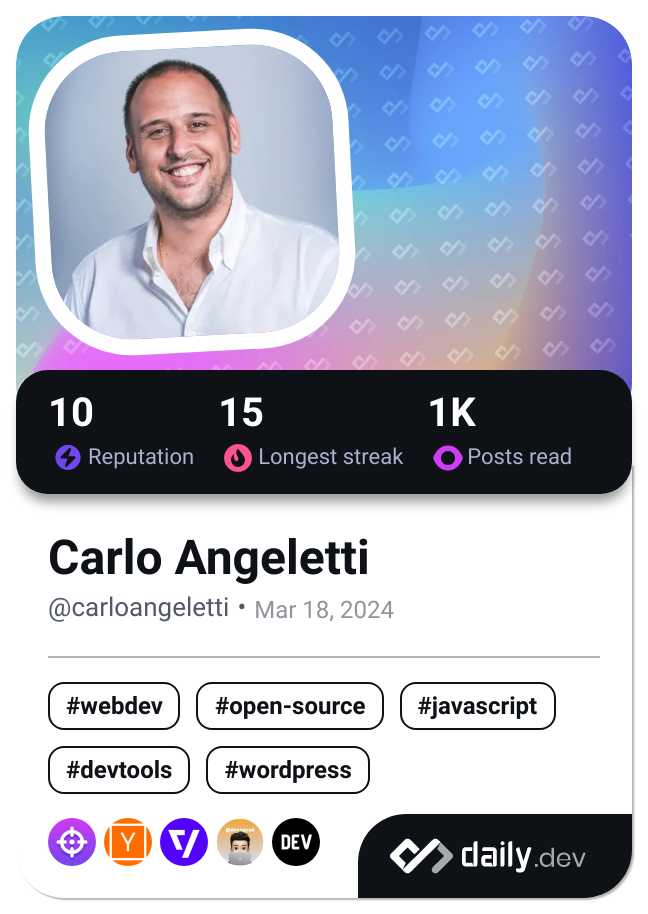 10 15 1K
Reputation Longest streak Posts read
Carlo Angeletti
@carloangeletti • Mar 18, 2024
#webdev #open-source #javascript
#devtools #wordpress
Y DEV
daily.dev